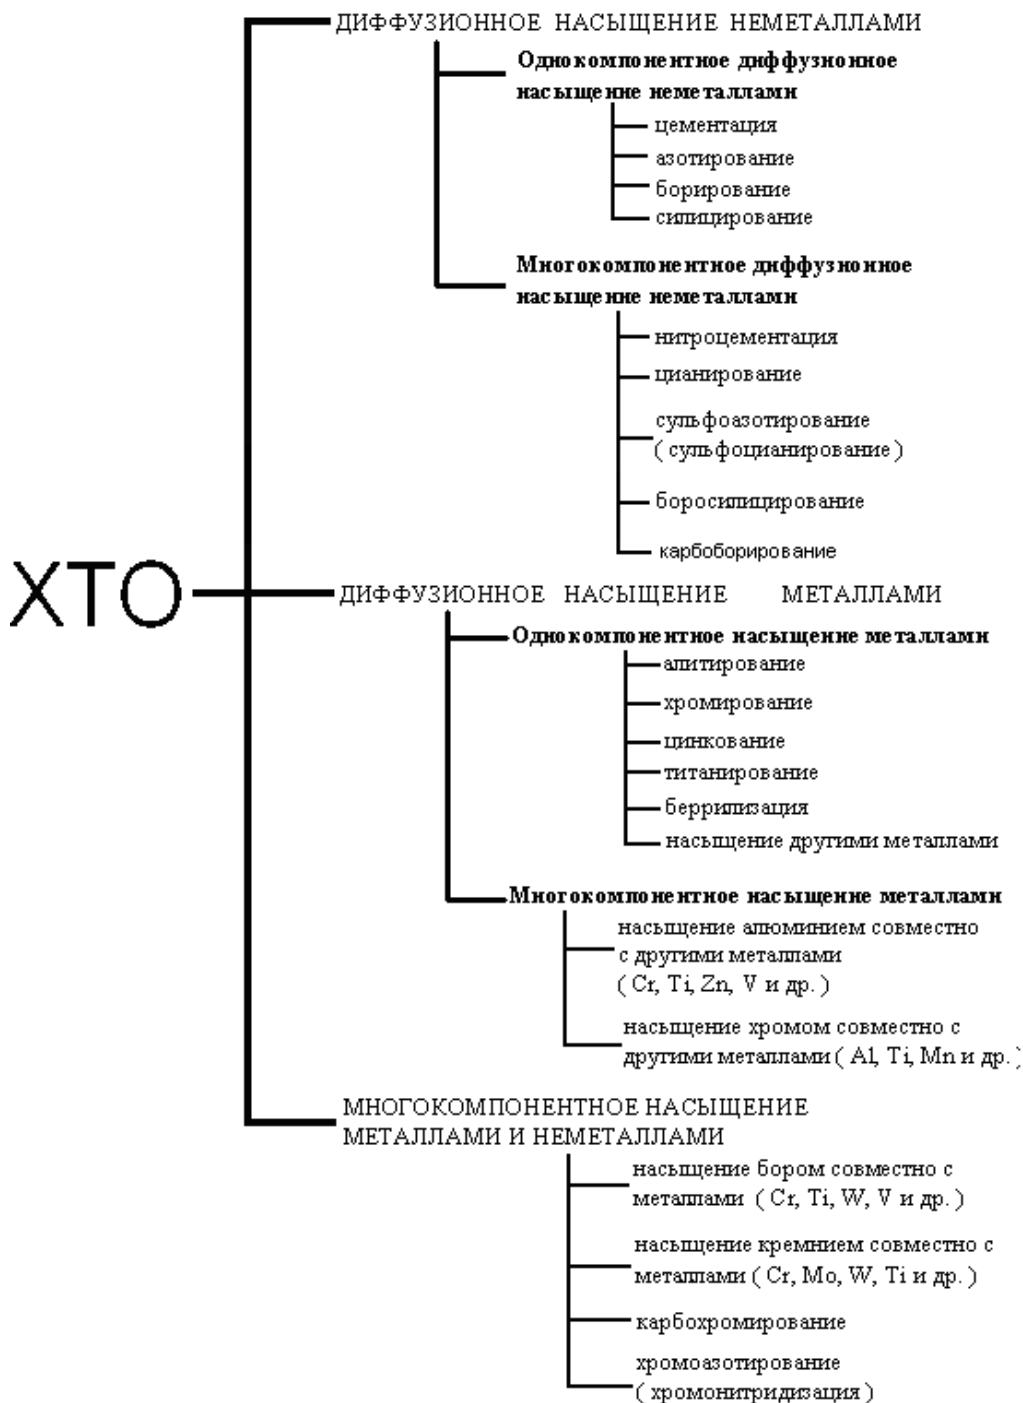 ДИФФУЗИОННОЕ НАСЫЩЕНИЕ НЕМЕТАЛЛАМИ
Однокомпонентное диффузионное
насыщение неметаллами
цементация
азотирование
борирование
силицирование
Многокомпонентное диффузионное
насыщение неметаллами
нитроцементация
цианирование
сульфоазотирование
( сульфоцианирование )
боросилицирование
карбоборирование
ХТО
ДИФФУЗИОННОЕ НАСЫЩЕНИЕ МЕТАЛЛАМИ
Однокомпонентное насыщение металлами
алитирование
хромирование
цинкование
титанирование
беррилизация
насыщение другими металлами
Многокомпонентное насыщение металлами
насыщение алюминием совместно
с другими металлами
( Cr, Ti, Zn, V и др. )
насыщение хромом совместно с
другими металлами ( Al, Ti, Mn и др. )
МНОГОКОМПОНЕНТНОЕ НАСЫЩЕНИЕ
МЕТАЛЛАМИ И НЕМЕТАЛЛАМИ
насыщение бором совместно с
металлами ( Cr, Ti, W, V и др. )
насыщение кремнием совместно с
металлами ( Cr, Mo, W, Ti и др. )
карбохромирование
хромоазотирование
( хромонитридизация )